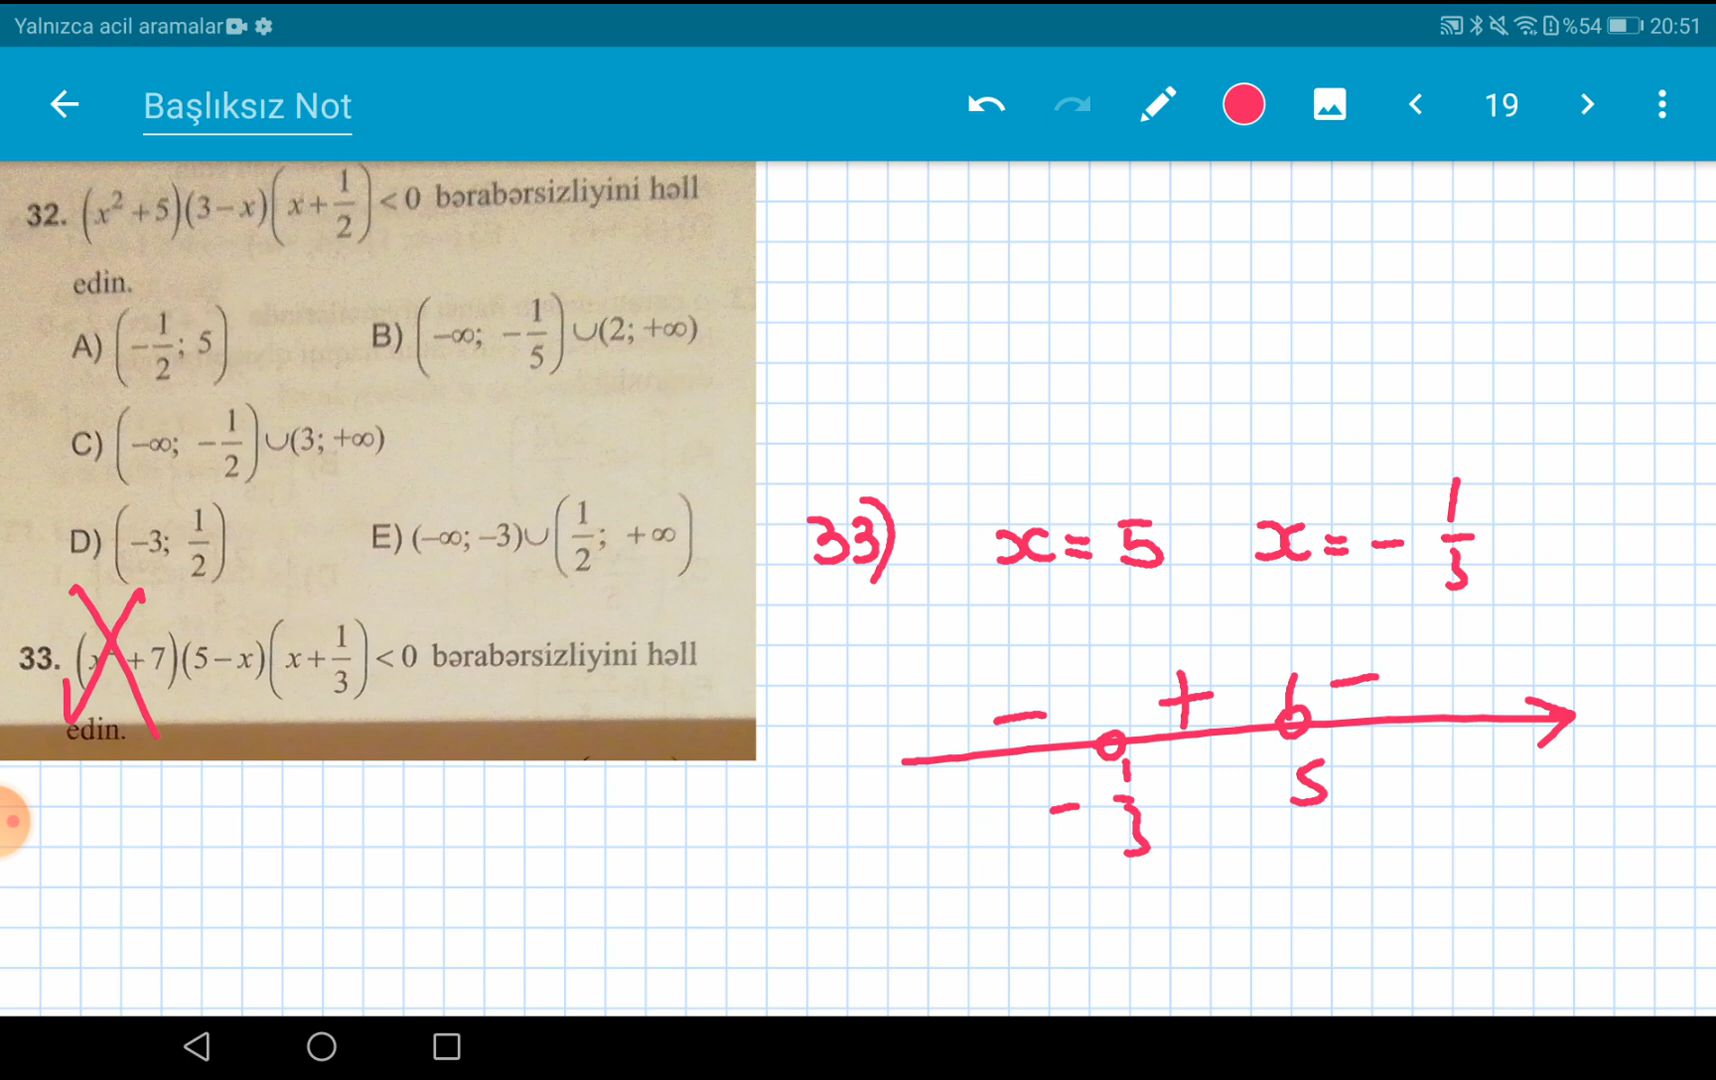 Yalnızca acil aramalar %54 20:51
Başlıksız Not 19
32. (x² + 5)(3 − x)(x + 1/2) < 0 bərabərsizliyini həll
edin.
A) (−1/2; 5) B) (−∞; −1/5) ∪ (2; +∞)
C) (−∞; −1/2) ∪ (3; +∞)
D) (−3; 1/2) E) (−∞; −3) ∪ (1/2; +∞)
33. (x² + 7)(5 − x)(x + 1/3) < 0 bərabərsizliyini həll
edin.
33) x = 5 x = − 1/3
− + −
− 1/3 5